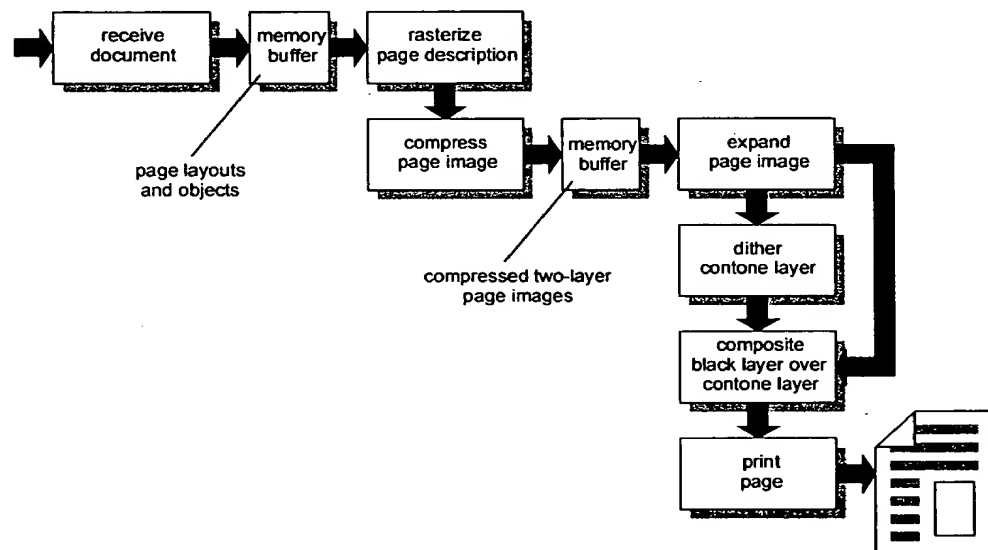 receive
document
memory
buffer
rasterize
page description
compress
page image
memory
buffer
expand
page image
page layouts
and objects
dither
contone layer
compressed two-layer
page images
composite
black layer over
contone layer
print
page